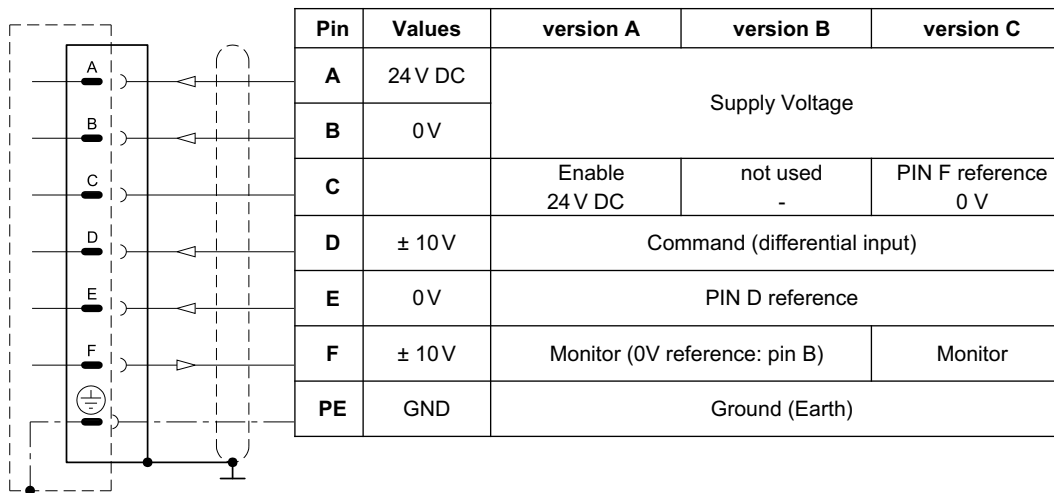 Pin Values version A version B version C
A 24 V DC Supply Voltage
B 0 V
C Enable 24 V DC not used - PIN F reference 0 V
D ± 10 V Command (differential input)
E 0 V PIN D reference
F ± 10 V Monitor (0V reference: pin B) Monitor
PE GND Ground (Earth)
A
B
C
D
E
F